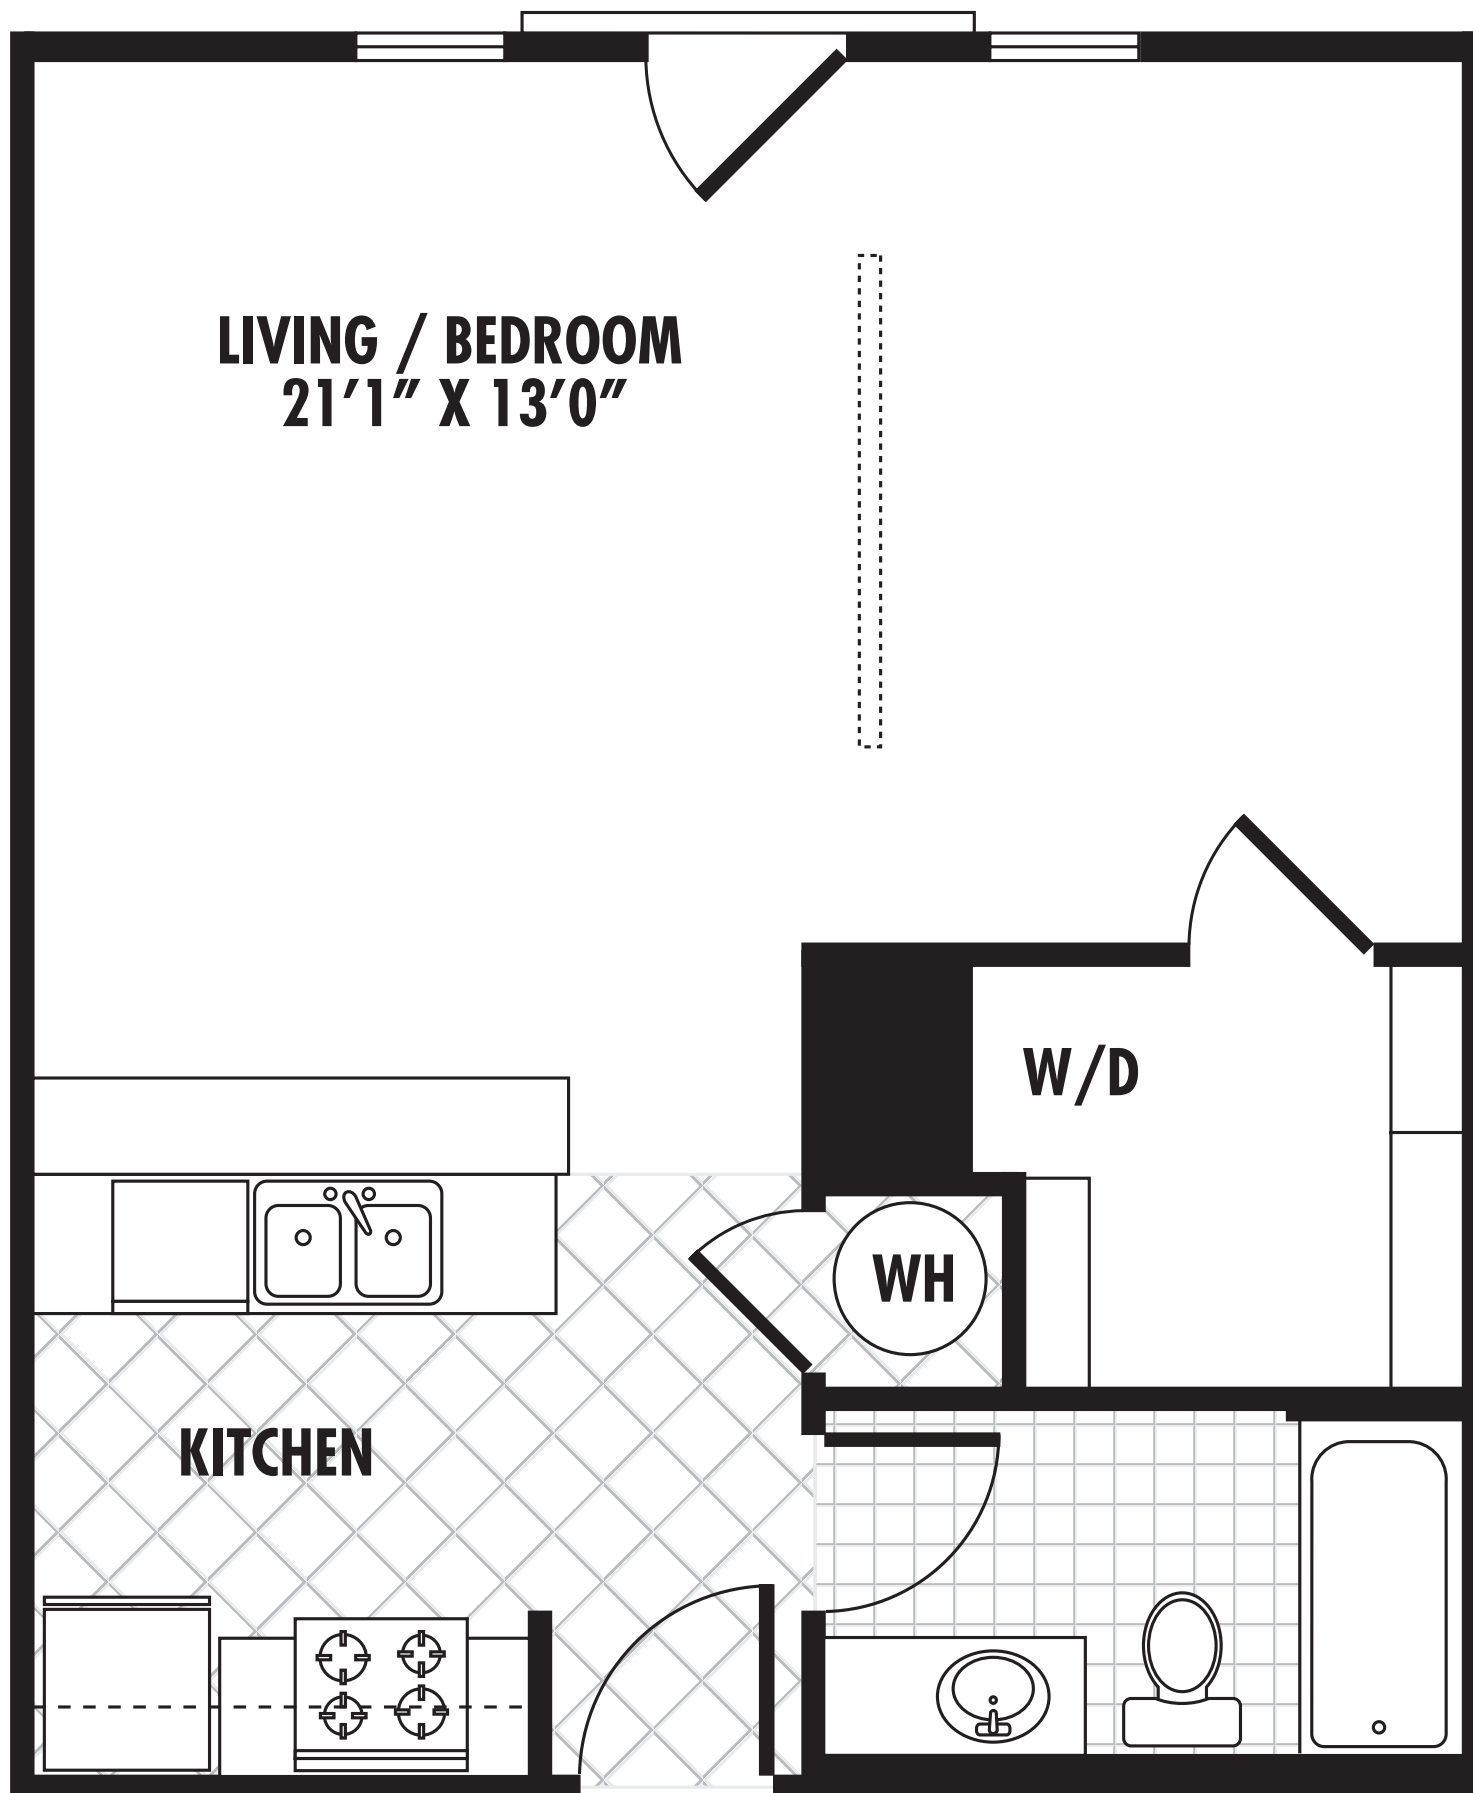 LIVING / BEDROOM
21’1” X 13’0”
W/D
WH
KITCHEN